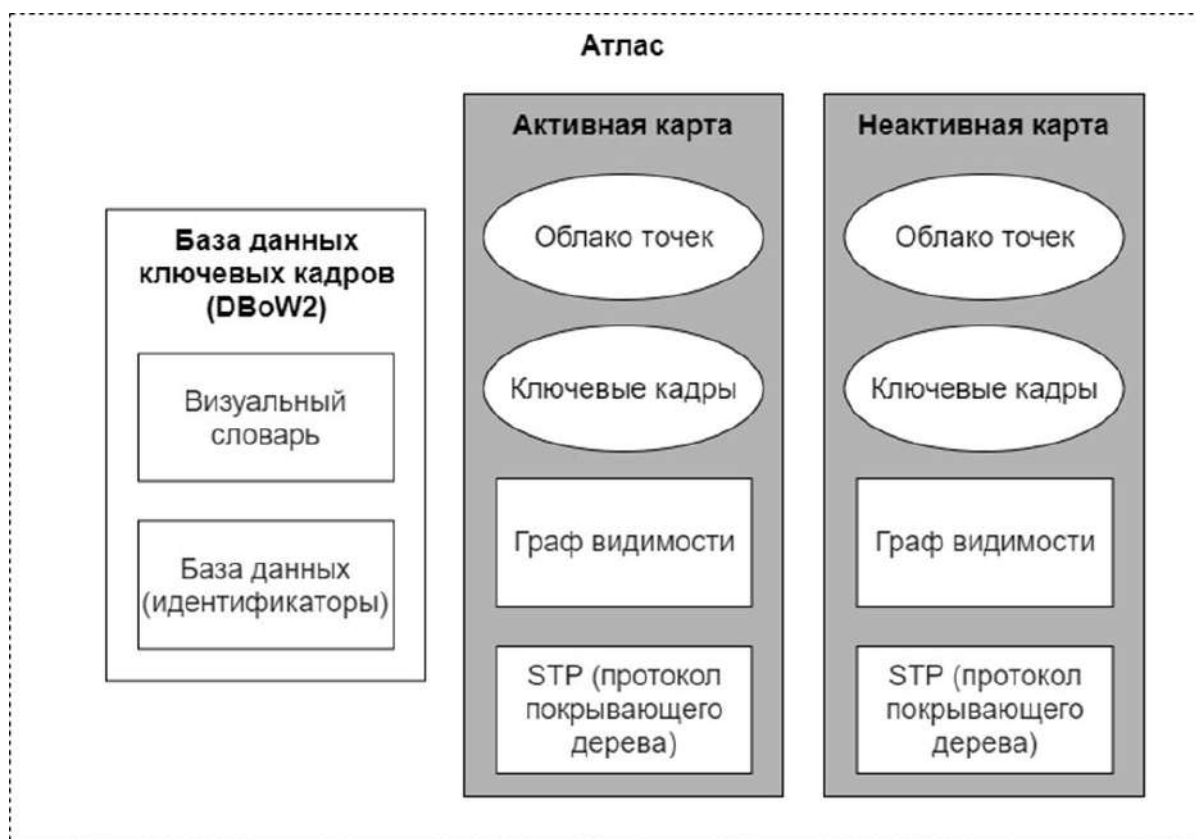 Атлас
База данных
ключевых кадров
(DBoW2)
Визуальный
словарь
База данных
(идентификаторы)
Активная карта
Облако точек
Ключевые кадры
Граф видимости
STP (протокол
покрывающего
дерева)
Неактивная карта
Облако точек
Ключевые кадры
Граф видимости
STP (протокол
покрывающего
дерева)